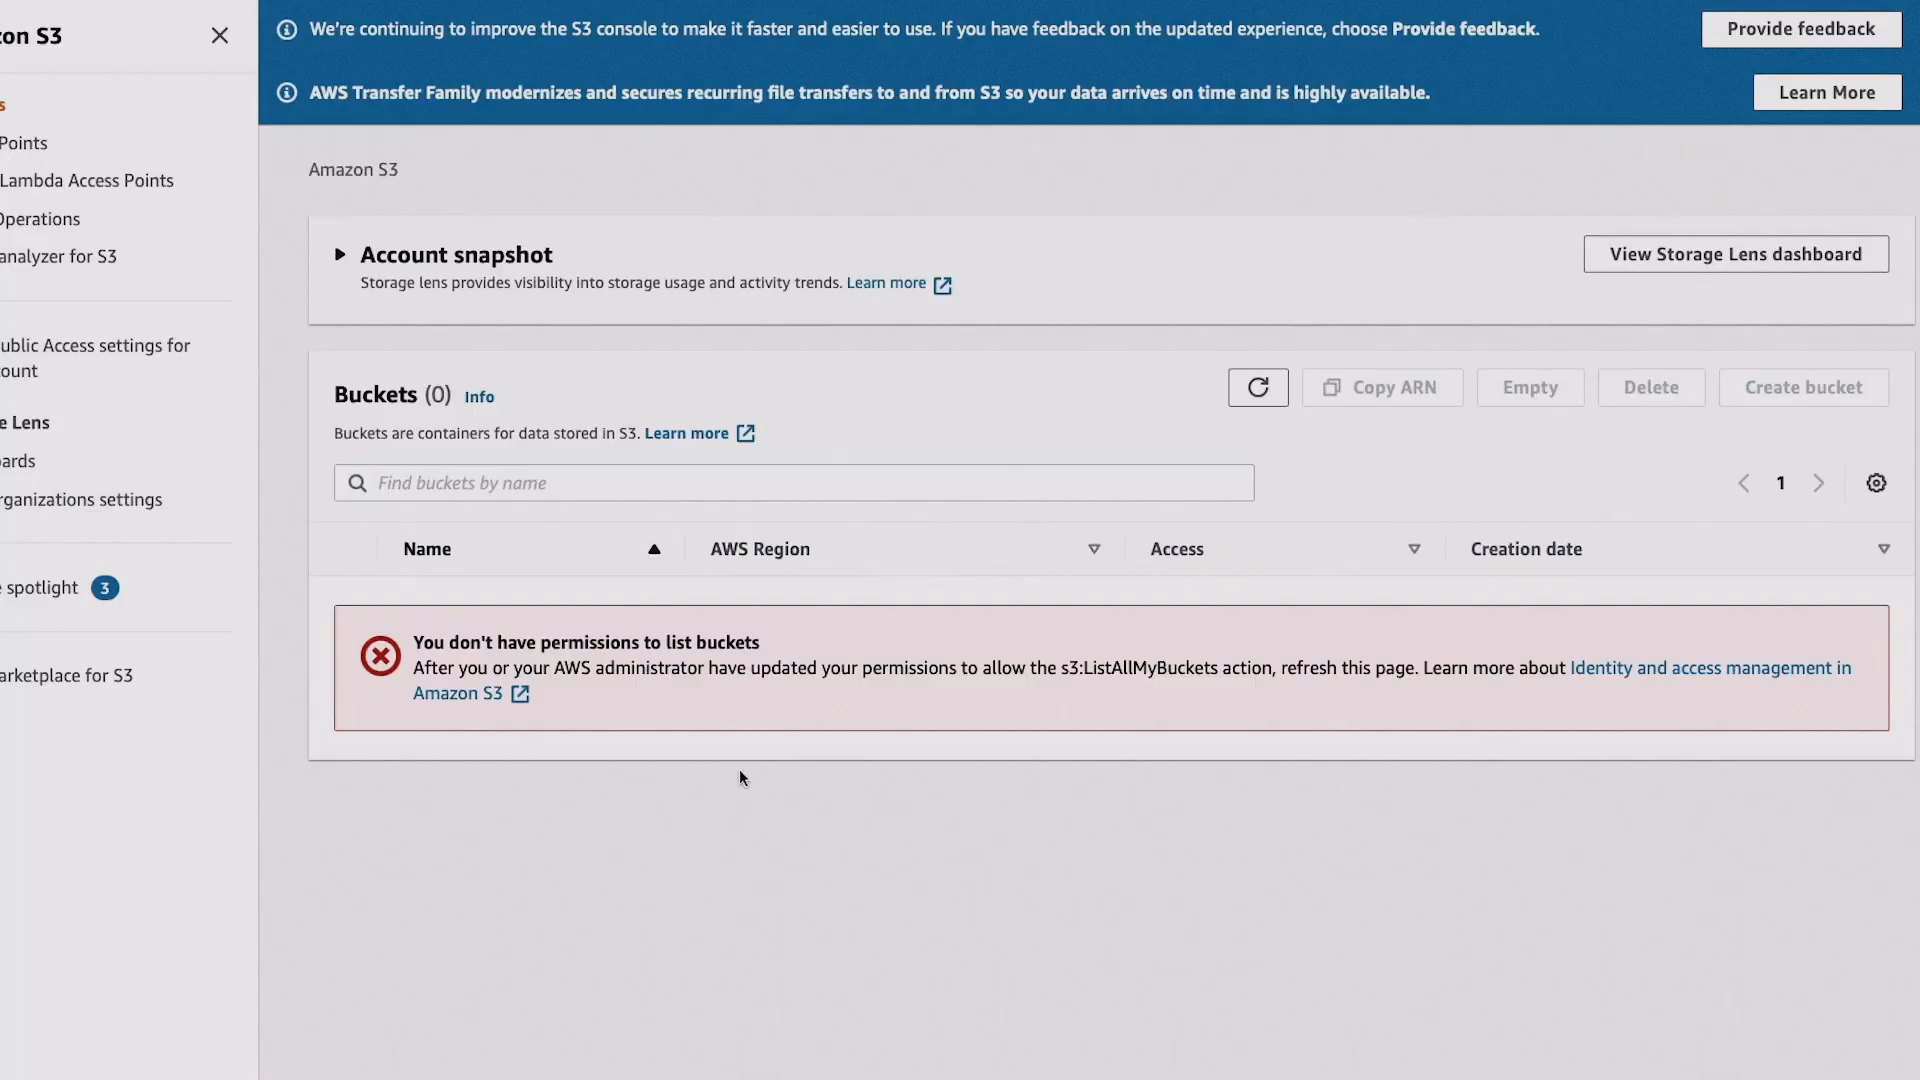 on S3
We're continuing to improve the S3 console to make it faster and easier to use. If you have feedback on the updated experience, choose Provide feedback.
Provide feedback
AWS Transfer Family modernizes and secures recurring file transfers to and from S3 so your data arrives on time and is highly available.
Learn More
s
Points
Lambda Access Points
Operations
analyzer for S3
ublic Access settings for
ount
e Lens
ards
rganizations settings
e spotlight 3
arketplace for S3
Amazon S3
Account snapshot
Storage lens provides visibility into storage usage and activity trends. Learn more
View Storage Lens dashboard
Buckets (0) Info
Copy ARN
Empty
Delete
Create bucket
Buckets are containers for data stored in S3. Learn more
Find buckets by name
1
Name AWS Region Access Creation date
You don't have permissions to list buckets
After you or your AWS administrator have updated your permissions to allow the s3:ListAllMyBuckets action, refresh this page. Learn more about Identity and access management in
Amazon S3